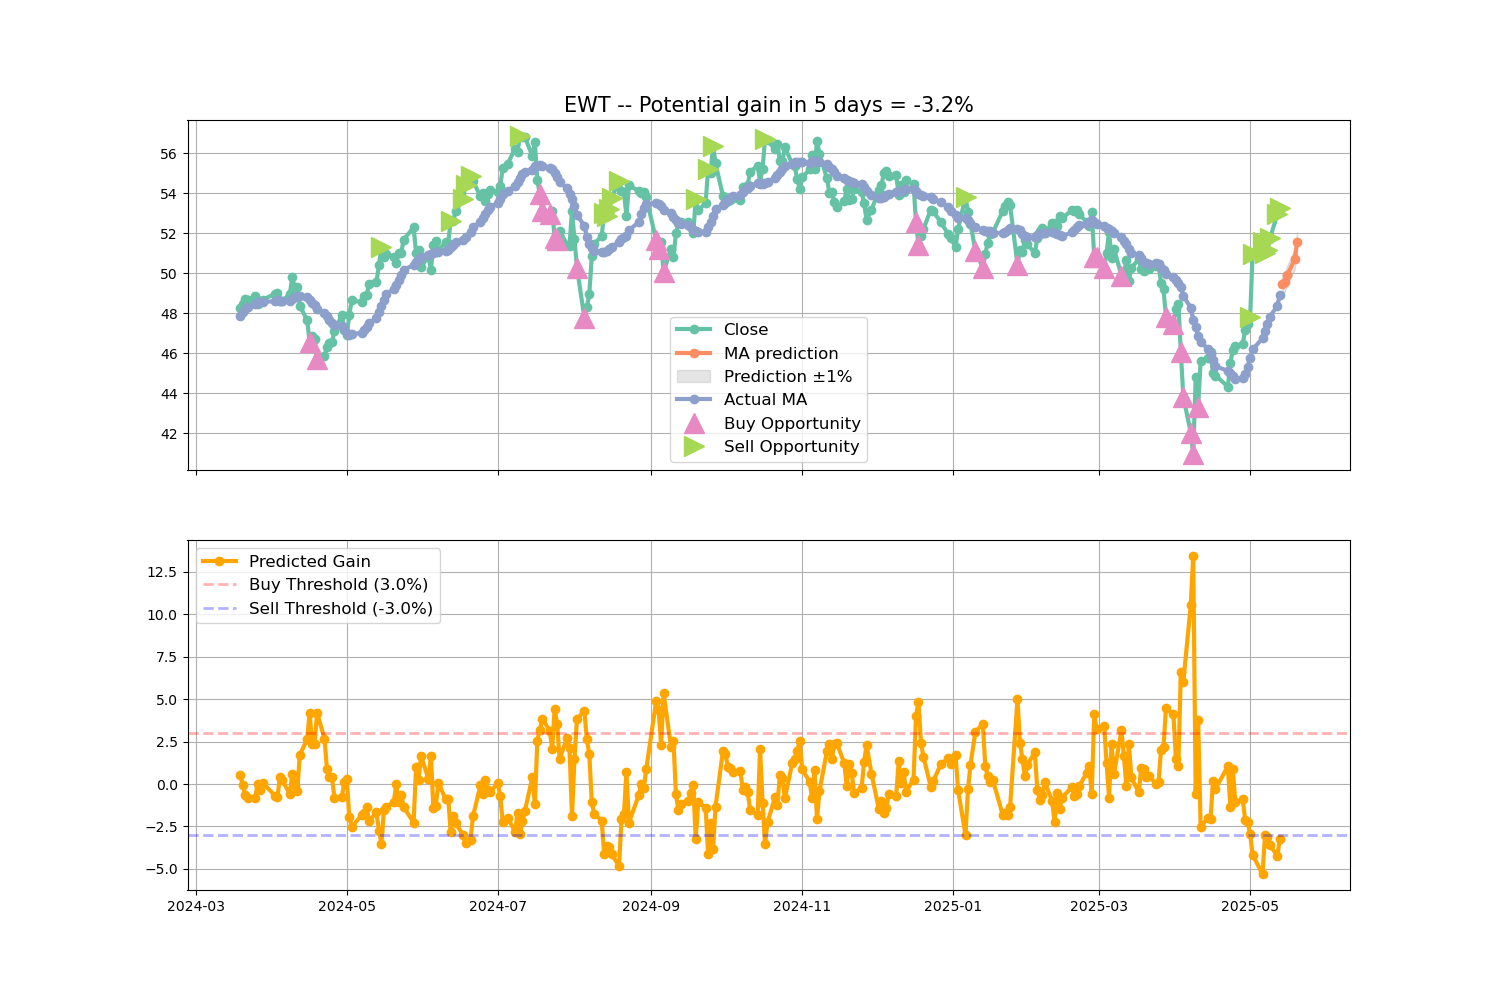 EWT -- Potential gain in 5 days = -3.2%
56
54
52
50
48
46
44
42
Close
MA prediction
Prediction ±1%
Actual MA
Buy Opportunity
Sell Opportunity
Predicted Gain
Buy Threshold (3.0%)
Sell Threshold (-3.0%)
12.5
10.0
7.5
5.0
2.5
0.0
−2.5
−5.0
2024-03 2024-05 2024-07 2024-09 2024-11 2025-01 2025-03 2025-05